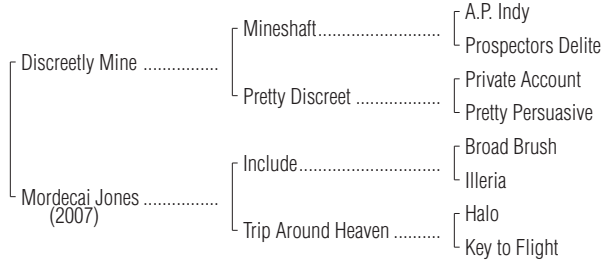 A.P. Indy
Mineshaft
Prospectors Delite
Discreetly Mine
Private Account
Pretty Discreet
Pretty Persuasive
Broad Brush
Include
Illeria
Mordecai Jones
(2007)
Halo
Trip Around Heaven
Key to Flight